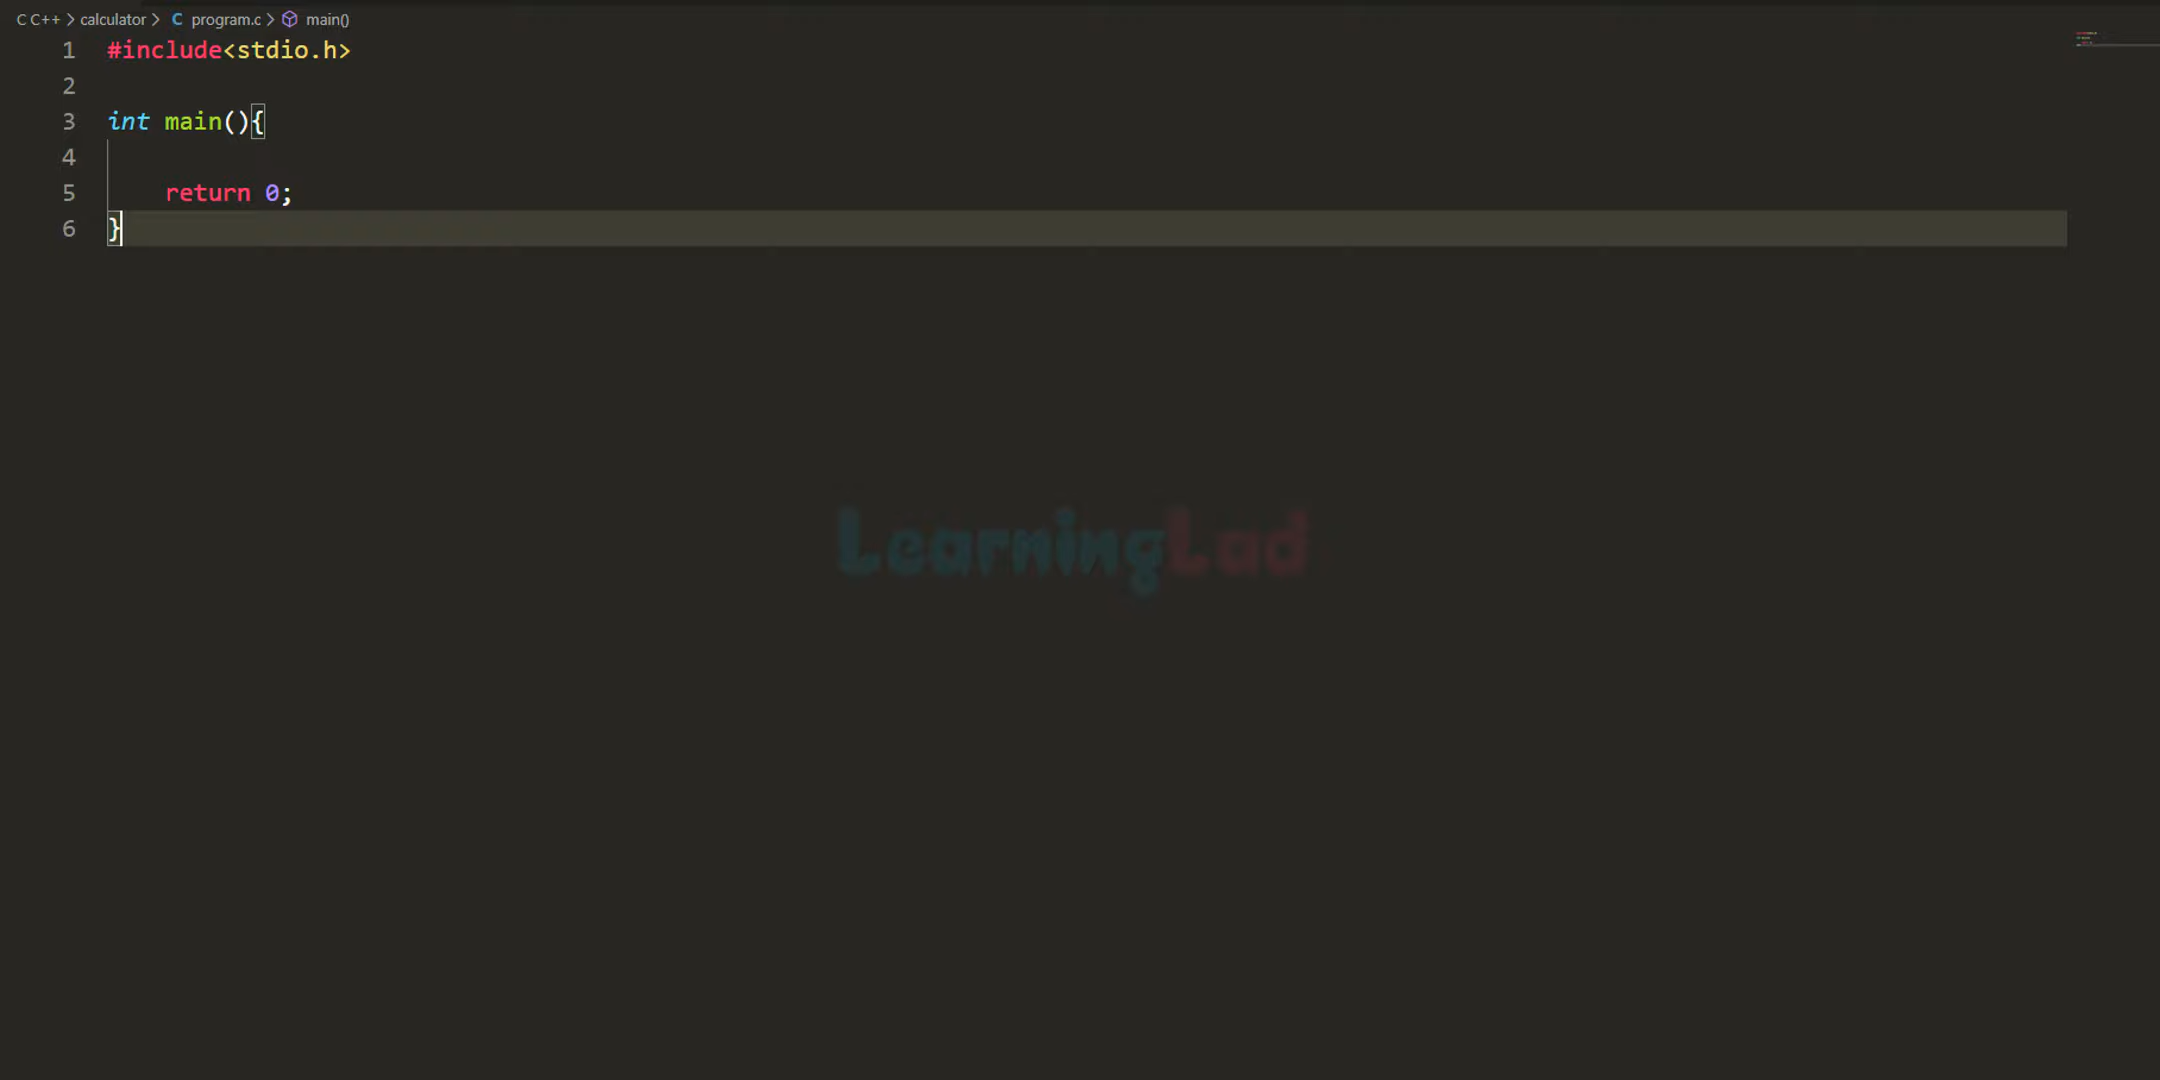 C C++ > calculator > C program.c > main()
1 #include<stdio.h>
2
3 int main(){
4
5     return 0;
6 }
LearningLad